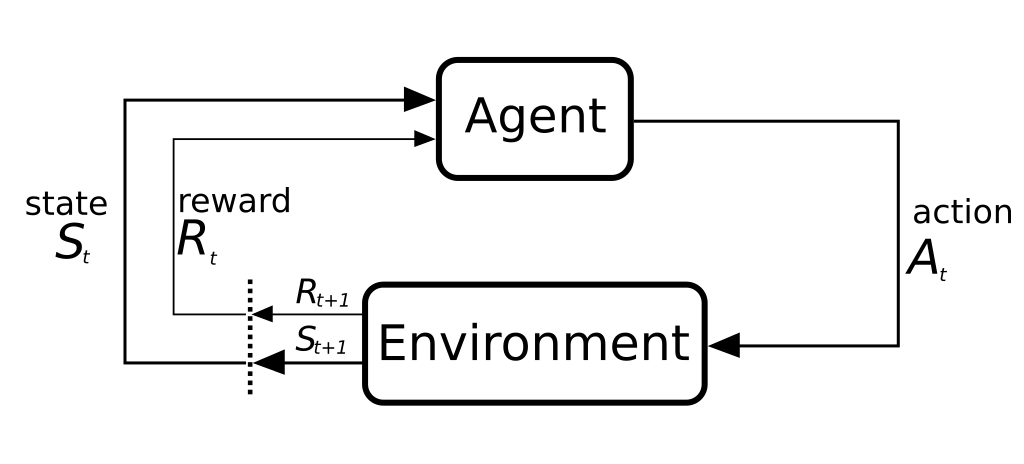 Agent
state
S_t
reward
R_t
action
A_t
R_{t+1}
S_{t+1}
Environment